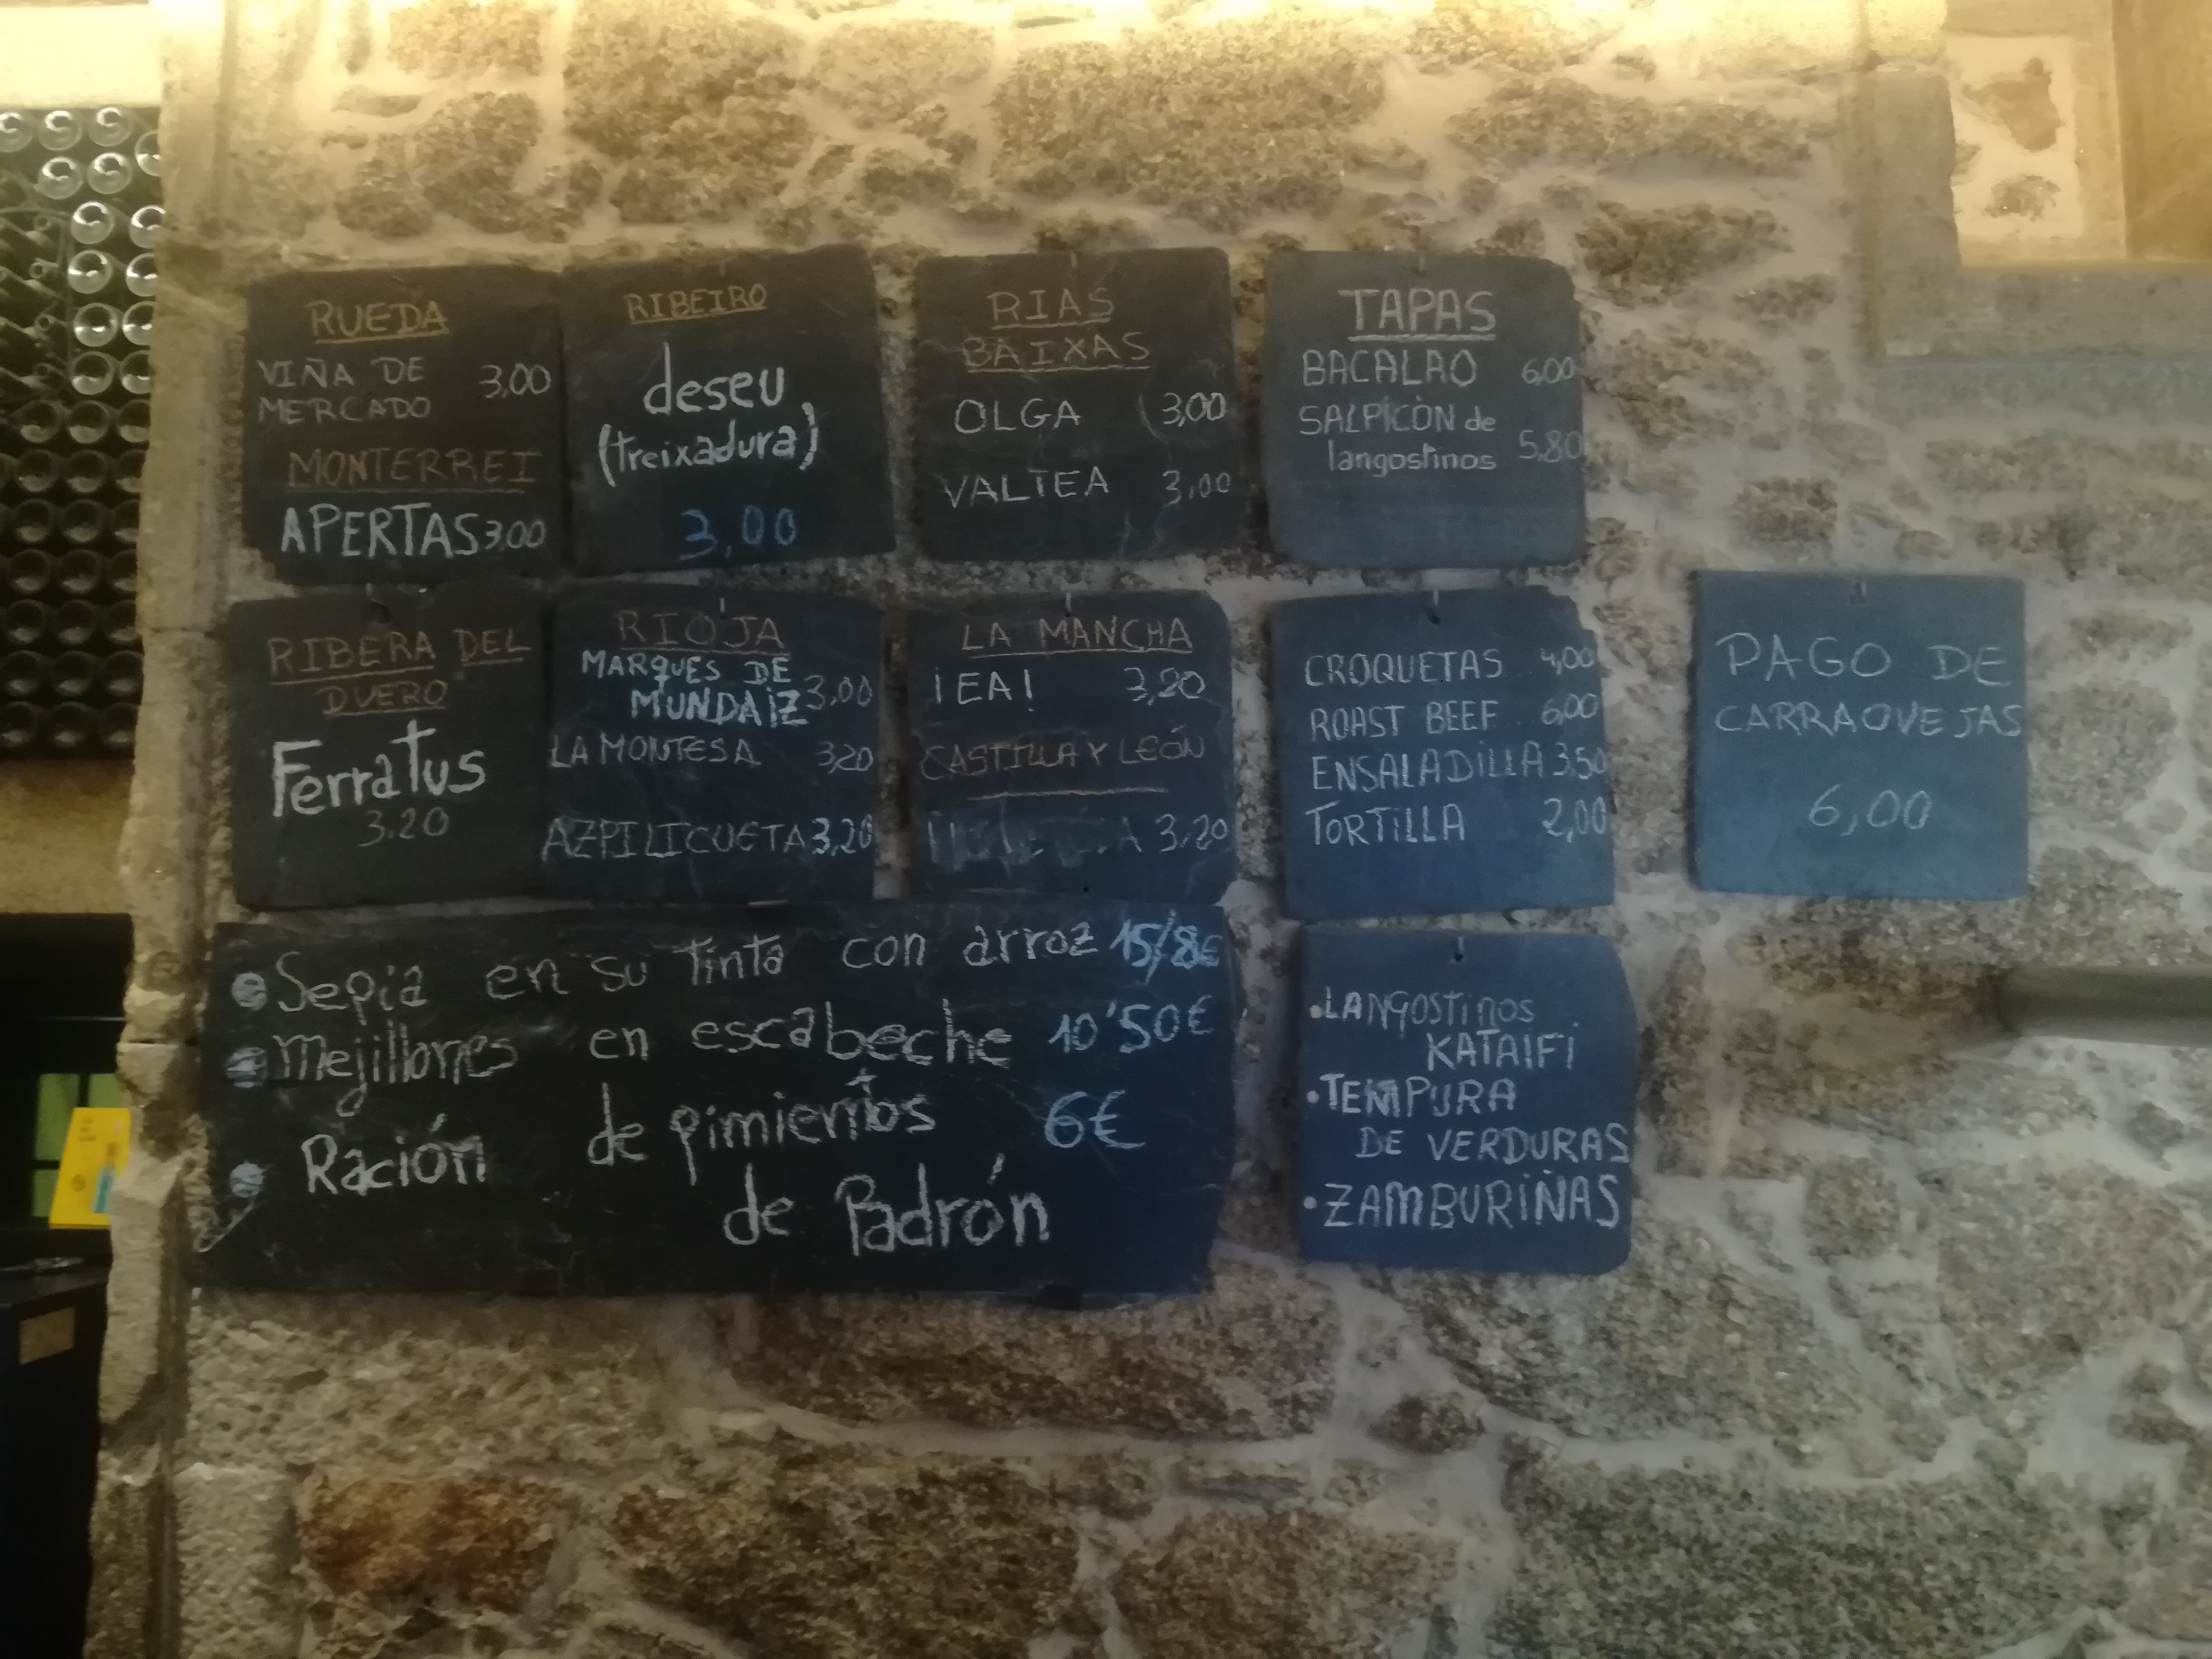 RUEDA
VIÑA DE
MERCADO 3,00
MONTERREI
APERTAS 3.00
RIBEIRO
deseu
(treixadura)
3,00
RIAS
BAIXAS
OLGA 3,00
VALTEA 3,00
TAPAS
BACALAO 6,00
SALPICÓN de
langostinos 5,80
RIBERA DEL
DUERO
Ferratus
3.20
RIOJA
MARQUES DE
MUNDAIZ 3,00
LA MONTESA 3,20
AZPILICUETA 3,20
LA MANCHA
¡EA! 3,20
CASTILLA Y LEÓN
3,20
CROQUETAS 4,00
ROAST BEEF 6,00
ENSALADILLA 3,50
TORTILLA 2,00
PAGO DE
CARRAOVEJAS
6,00
Sepia en su tinta con arroz 15/8€
Mejillones en escabeche 10'50€
Ración de pimientos 6€
de Padrón
• LANGOSTINOS
KATAIFI
• TEMPURA
DE VERDURAS
• ZAMBURIÑAS